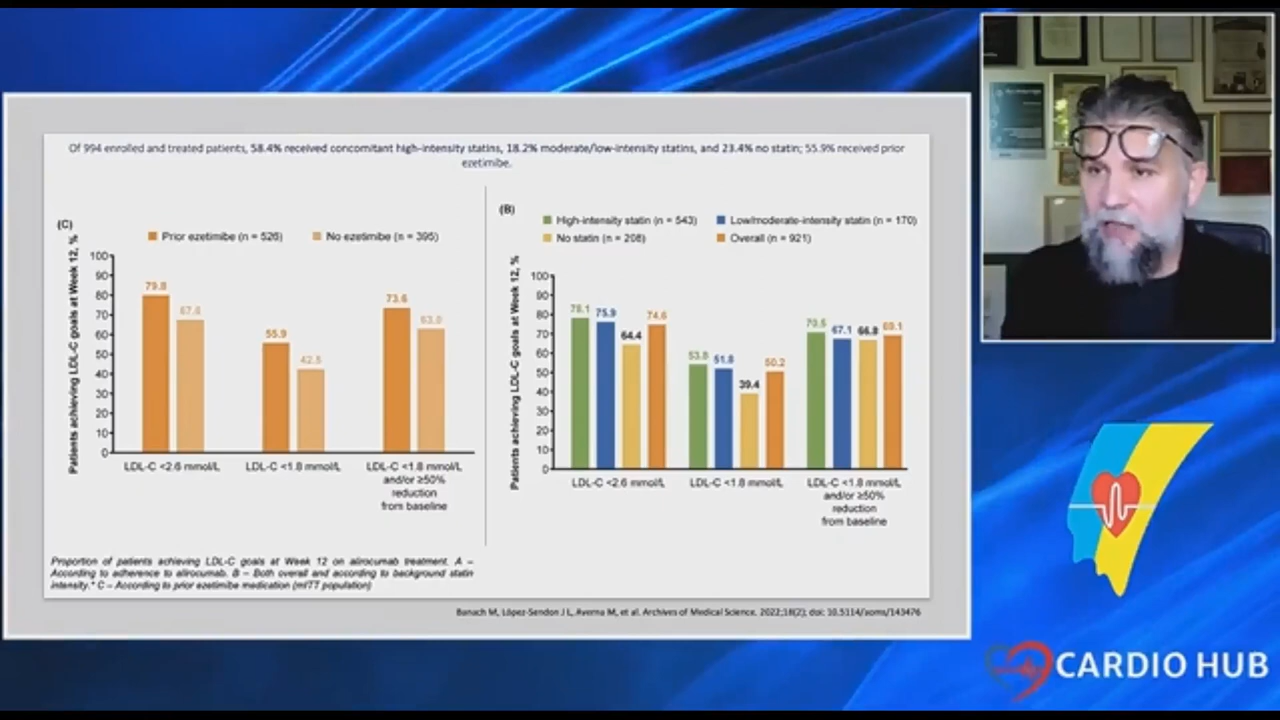 Of 994 enrolled and treated patients, 58.4% received concomitant high-intensity statins, 18.2% moderate/low-intensity statins, and 23.4% no statin; 55.9% received prior
ezetimibe.
(C)
Prior ezetimibe (n = 526)
No ezetimibe (n = 395)
Patients achieving LDL-C goals at Week 12, %
100
90
80
70
60
50
40
30
20
10
0
79.8
67.6
55.9
42.5
73.6
63.0
LDL-C <2.6 mmol/L
LDL-C <1.8 mmol/L
LDL-C <1.8 mmol/L
and/or ≥50%
reduction
from baseline
(B)
High-intensity statin (n = 543)
Low/moderate-intensity statin (n = 170)
No statin (n = 208)
Overall (n = 921)
Patients achieving LDL-C goals at Week 12, %
100
90
80
70
60
50
40
30
20
10
0
78.1
75.9
64.4
74.6
53.8
51.8
39.4
50.2
70.5
67.1
66.8
69.1
LDL-C <2.6 mmol/L
LDL-C <1.8 mmol/L
LDL-C <1.8 mmol/L
and/or ≥50%
reduction
from baseline
Proportion of patients achieving LDL-C goals at Week 12 on alirocumab treatment. A –
According to adherence to alirocumab. B – Both overall and according to background statin
intensity.* C – According to prior ezetimibe medication (mITT population)
Banach M, López-Sendon J L, Averna M, et al. Archives of Medical Science. 2022;18(2); doi: 10.5114/aoms/143476
CARDIO HUB